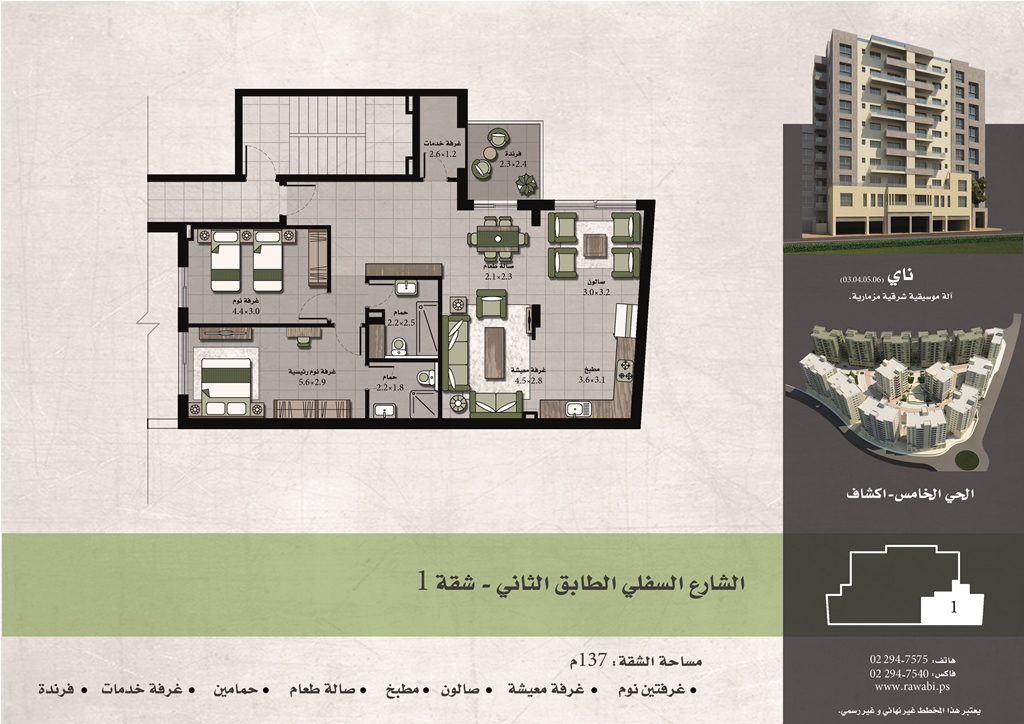 غرفة خدمات
2.6×1.2
فرندة
2.3×2.4
صالة طعام
2.1×2.3
صالون
3.0×3.2
غرفة نوم
4.4×3.0
حمام
2.2×2.5
غرفة نوم رئيسية
5.6×2.9
حمام
2.2×1.8
غرفة معيشة
4.5×2.8
مطبخ
3.6×3.1
ناي (03.04.05.06)
آلة موسيقية شرقية مزمارية.
الحي الخامس-اكشاف
الشارع السفلي الطابق الثاني - شقة 1
1
مساحة الشقة: 137م
• غرفتين نوم • غرفة معيشة • صالون • مطبخ • صالة طعام • حمامين • غرفة خدمات • فرندة
هاتف: 02 294-7575
فاكس: 02 294-7540
www.rawabi.ps
يعتبر هذا المخطط غير نهائي و غير رسمي.